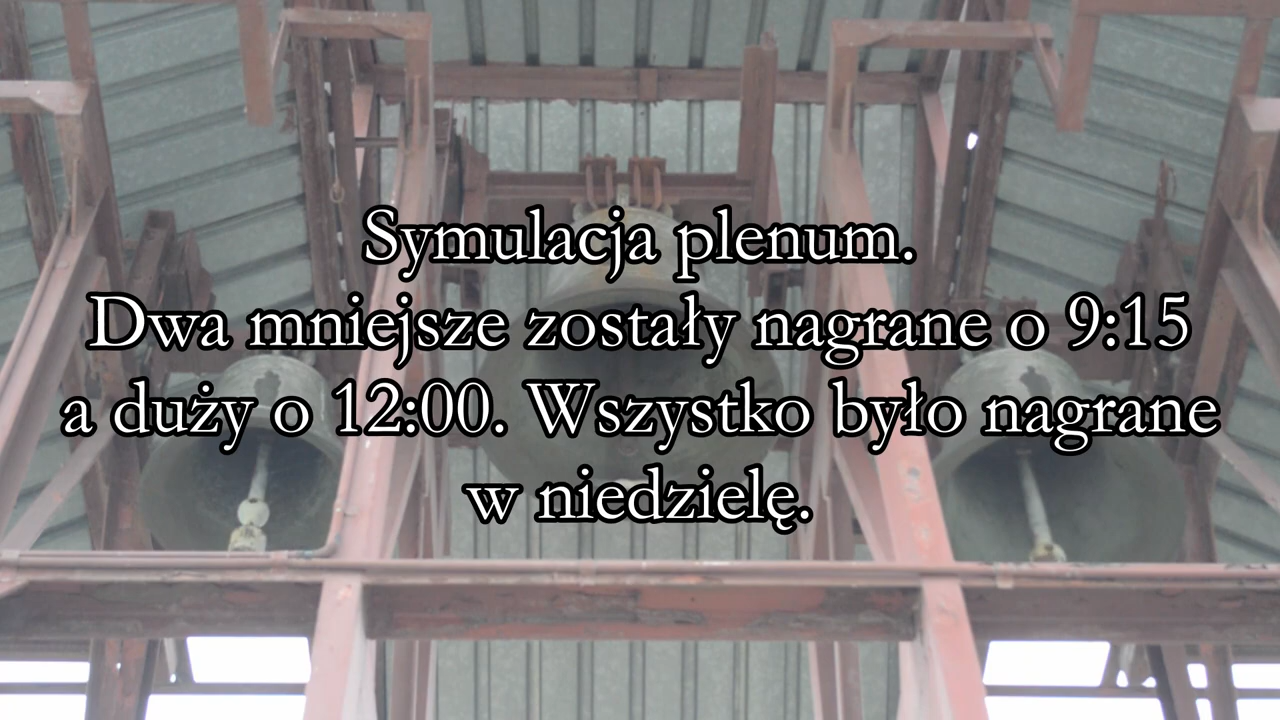 Symulacja plenum.
Dwa mniejsze zostały nagrane o 9:15
a duży o 12:00. Wszystko było nagrane
w niedzielę.